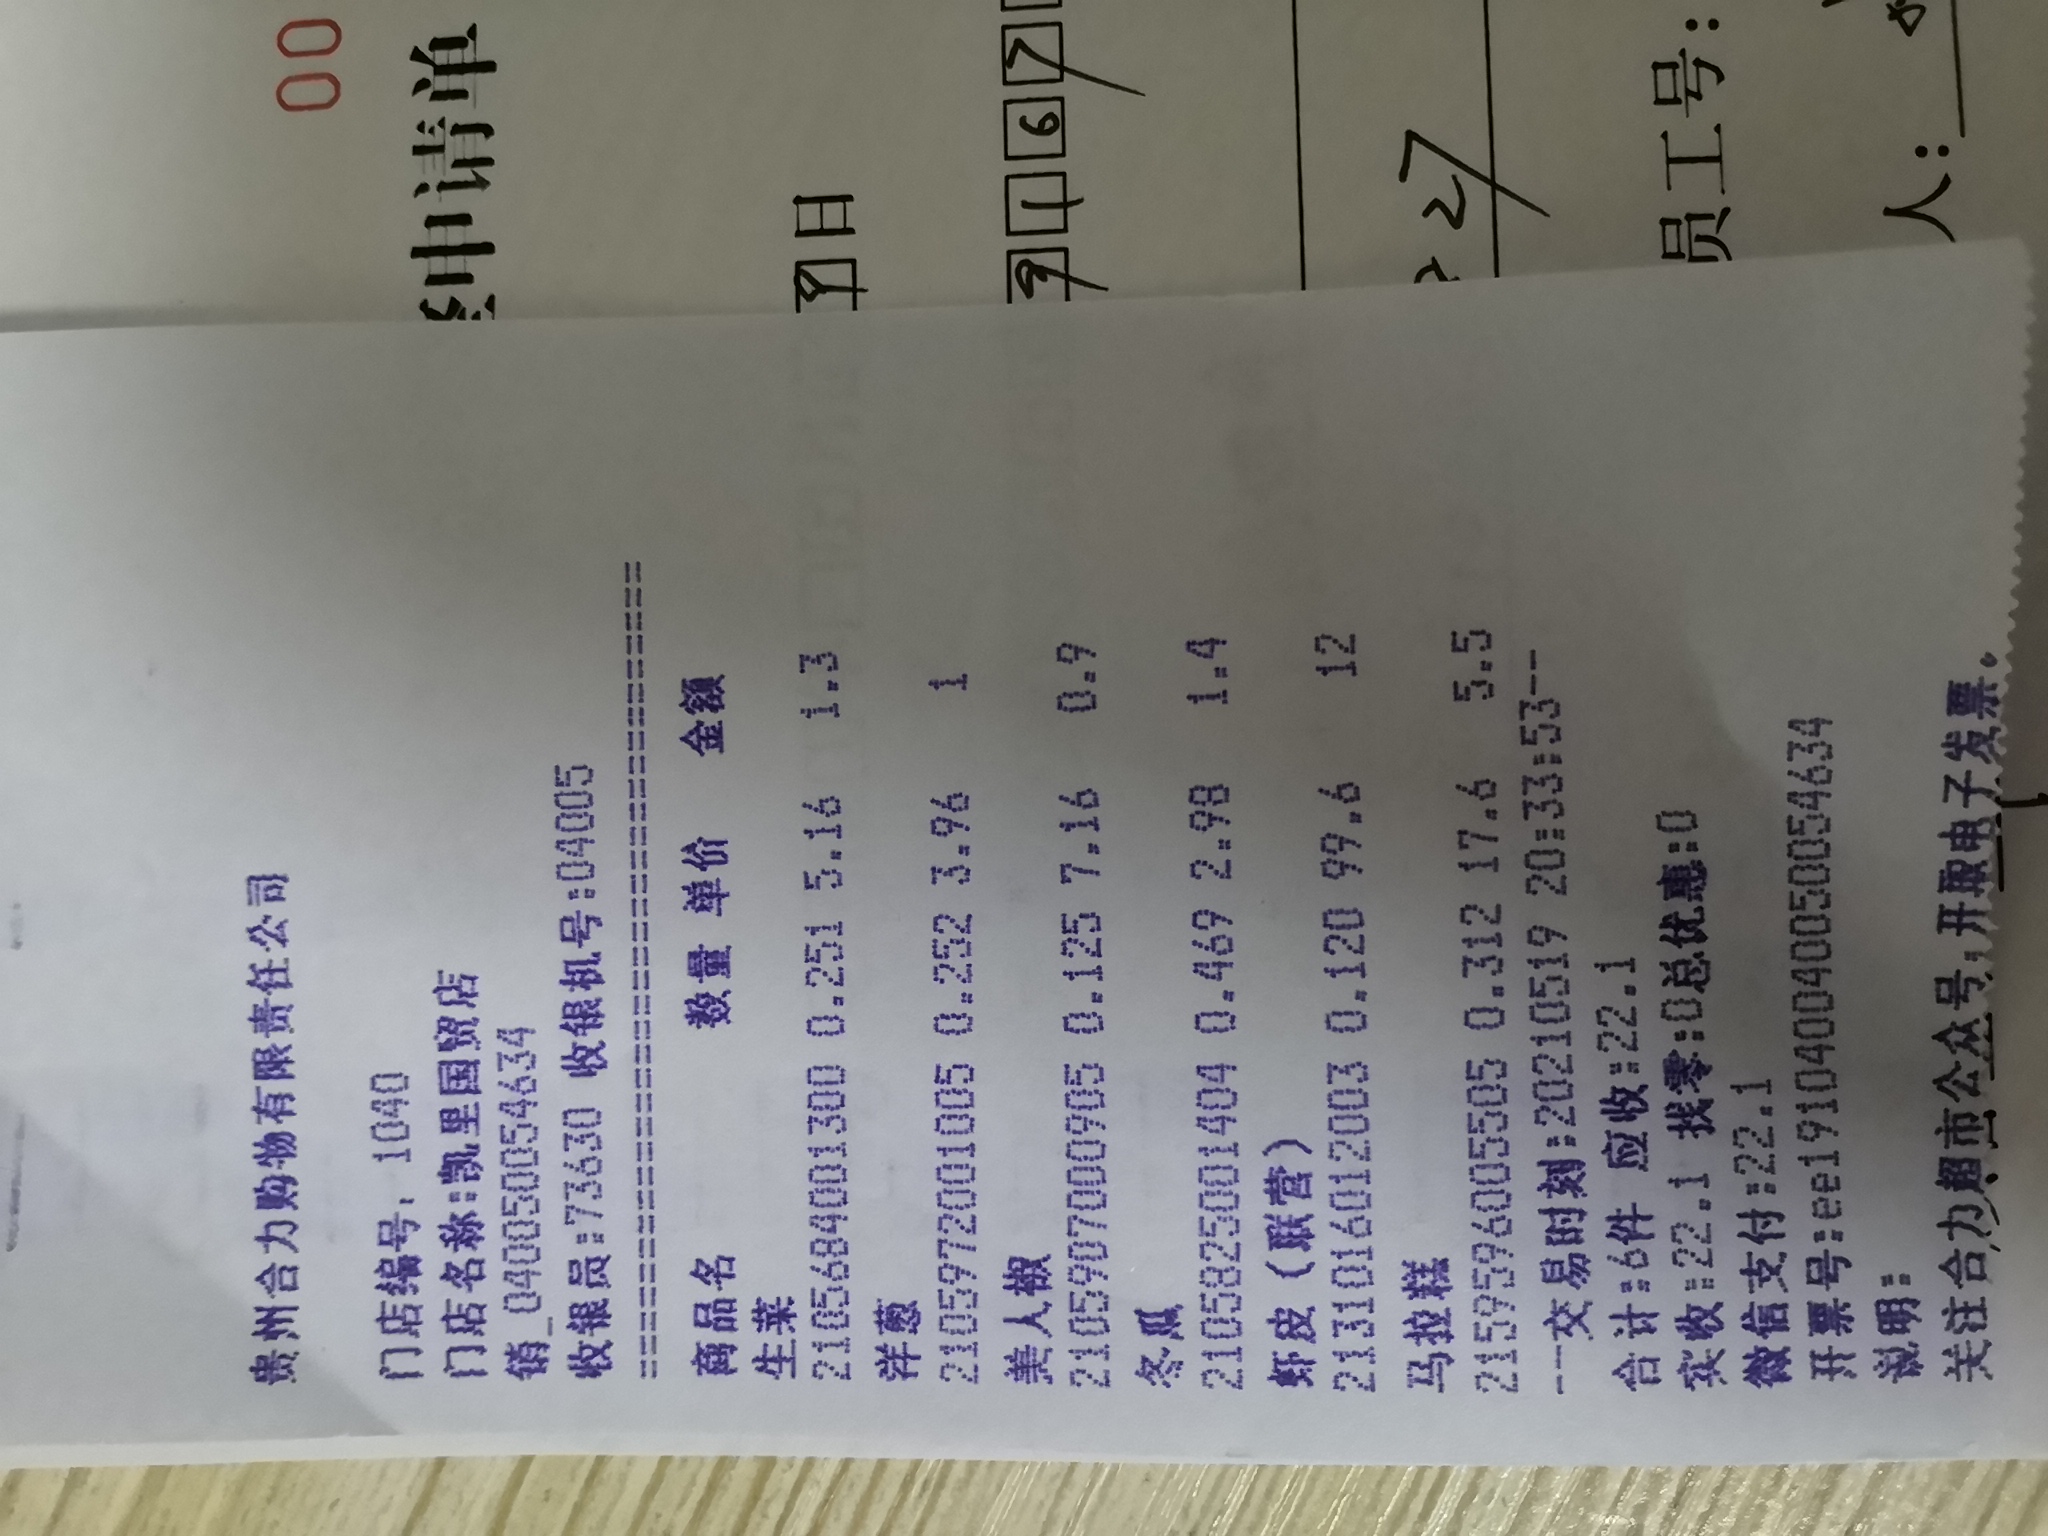 贵州合力购物有限责任公司
门店编号: 1040
门店名称:凯里国贸店
销_040050054634
收银员:73630 收银机号:04005
========================================
商品名 数量 单价 金额
生菜
2105684001300 0.251 5.16 1.3
洋葱
2105972001005 0.252 3.96 1
美人椒
2105907000905 0.125 7.16 0.9
冬瓜
2105825001404 0.469 2.98 1.4
虾皮(联营)
2131016012003 0.120 99.6 12
马拉糕
2159596005505 0.312 17.6 5.5
---交易时刻:20210519 20:33:53--
合计:6件 应收:22.1
实收:22.1 找零:0总优惠:0
微信支付:22.1
开票号:ee191040040050054634
说明:
关注合力超市公众号,开取电子发票。
00
申请单
日
1 6 7
27
员工号:
人: